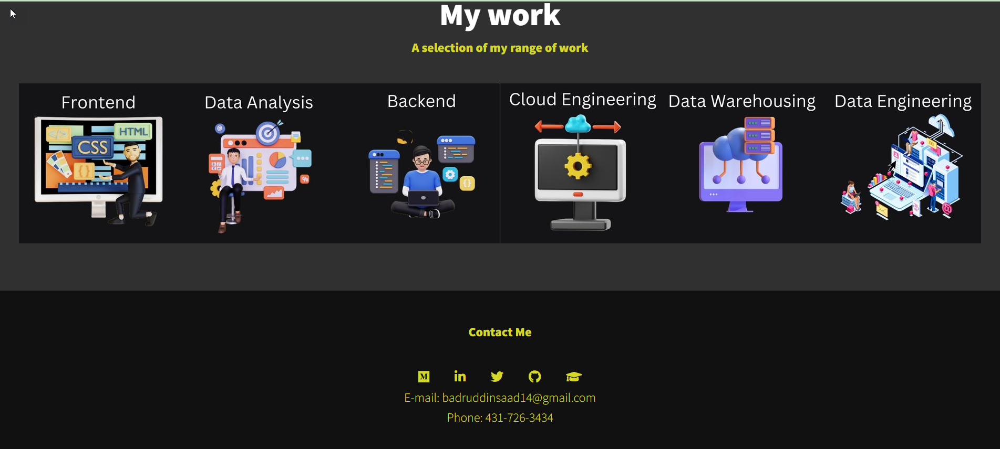 My work
A selection of my range of work
Frontend
Data Analysis
Backend
Cloud Engineering
Data Warehousing
Data Engineering
</>
HTML
CSS
{}
@
%
{}
@
M
in
Contact Me
E-mail: badruddinsaad14@gmail.com
Phone: 431-726-3434